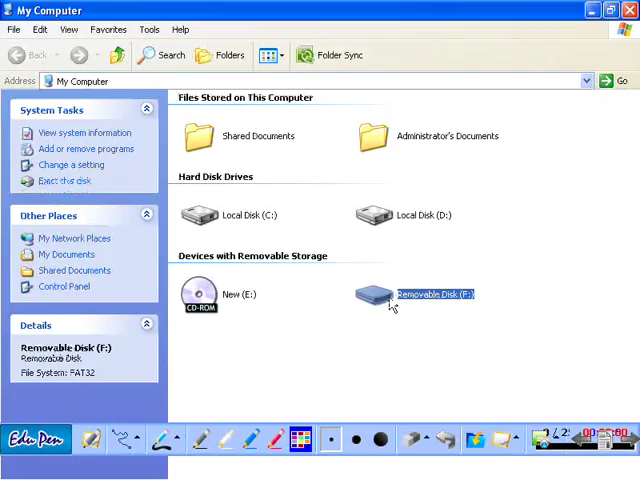 My Computer
File Edit View Favorites Tools Help
Back Search Folders Folder Sync
Address My Computer Go
System Tasks
View system information
Add or remove programs
Change a setting
Eject this disk
Other Places
My Network Places
My Documents
Shared Documents
Control Panel
Details
Removable Disk (F:)
Removable Disk
File System: FAT32
Files Stored on This Computer
Shared Documents Administrator's Documents
Hard Disk Drives
Local Disk (C:) Local Disk (D:)
Devices with Removable Storage
New (E:) Removable Disk (F:)
CD-ROM
Edu Pen